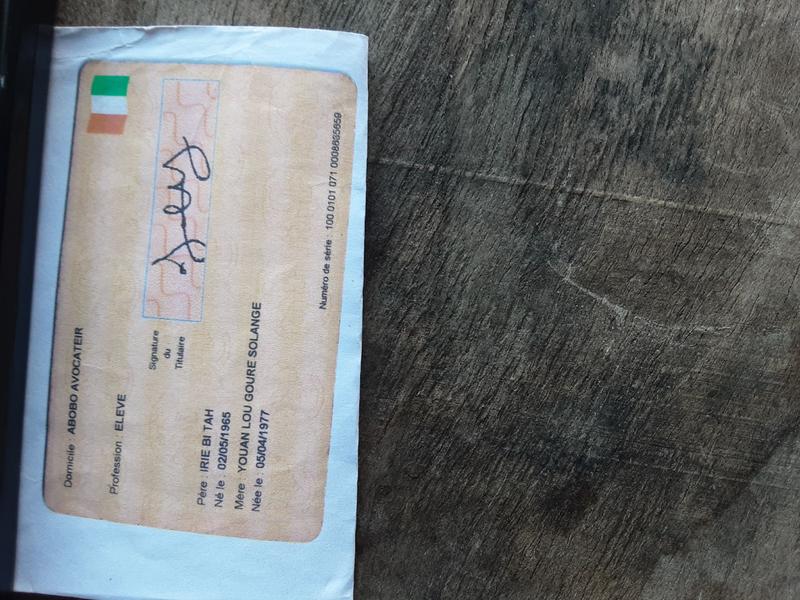 Domicile : ABOBO AVOCATEIR
Profession : ELEVE
Signature
du
Titulaire
Père : IRIE BI TAH
Né le : 02/05/1965
Mère : YOUAN LOU GOURE SOLANGE
Née le : 05/04/1977
Numéro de série : 100 0101 071 0008665659